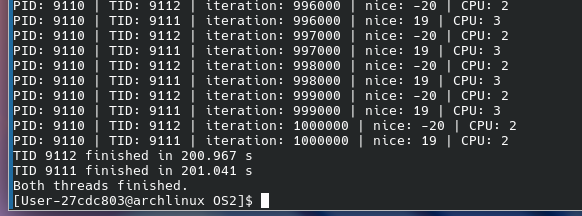 PID: 9110 | TID: 9112 | iteration: 996000 | nice: -20 | CPU: 2
PID: 9110 | TID: 9111 | iteration: 996000 | nice: 19 | CPU: 3
PID: 9110 | TID: 9112 | iteration: 997000 | nice: -20 | CPU: 2
PID: 9110 | TID: 9111 | iteration: 997000 | nice: 19 | CPU: 3
PID: 9110 | TID: 9112 | iteration: 998000 | nice: -20 | CPU: 2
PID: 9110 | TID: 9111 | iteration: 998000 | nice: 19 | CPU: 3
PID: 9110 | TID: 9112 | iteration: 999000 | nice: -20 | CPU: 2
PID: 9110 | TID: 9111 | iteration: 999000 | nice: 19 | CPU: 3
PID: 9110 | TID: 9112 | iteration: 1000000 | nice: -20 | CPU: 2
PID: 9110 | TID: 9111 | iteration: 1000000 | nice: 19 | CPU: 2
TID 9112 finished in 200.967 s
TID 9111 finished in 201.041 s
Both threads finished.
[User-27cdc803@archlinux OS2]$